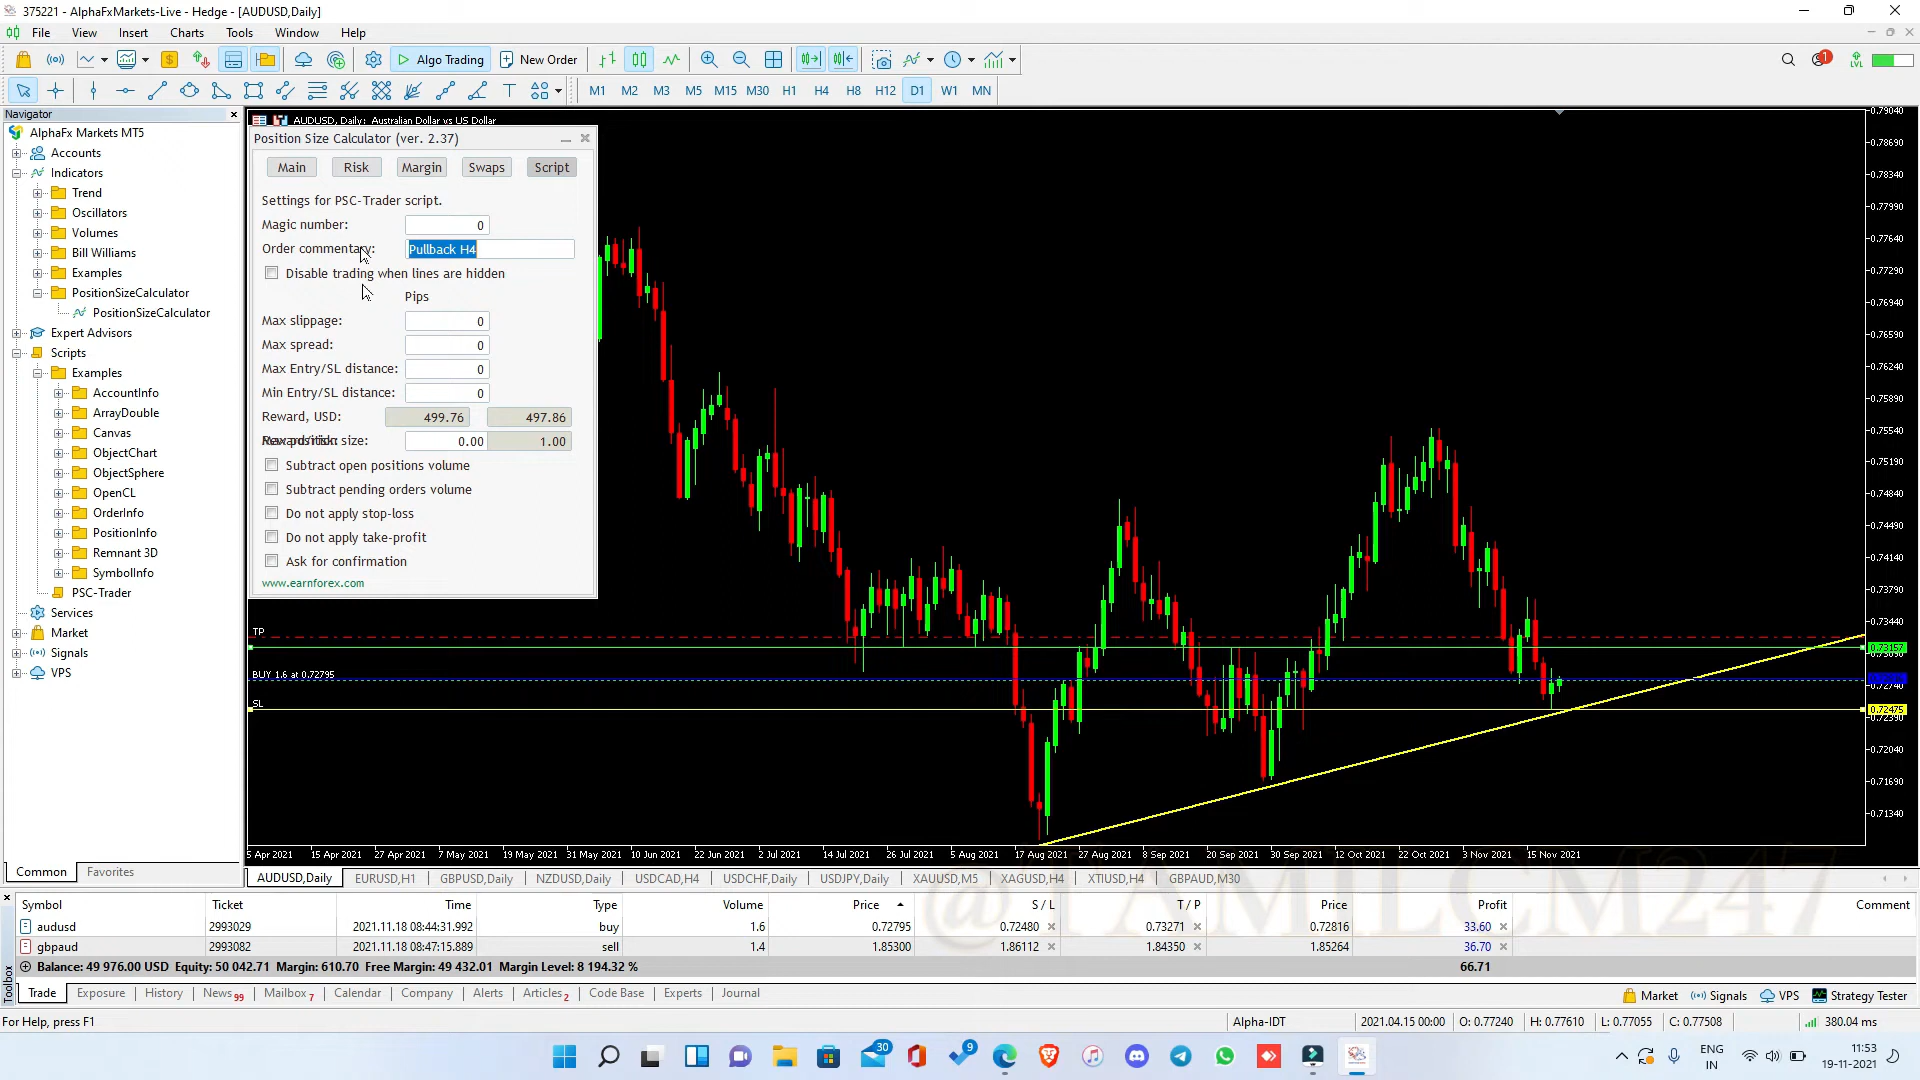 375221 - AlphaFxMarkets-Live - Hedge - [AUDUSD,Daily]
File View Insert Charts Tools Window Help
Algo Trading New Order 1 LVL
M1 M2 M3 M5 M15 M30 H1 H4 H8 H12 D1 W1 MN
Navigator
AlphaFx Markets MT5
Accounts
Indicators
Trend
Oscillators
Volumes
Bill Williams
Examples
PositionSizeCalculator
PositionSizeCalculator
Expert Advisors
Scripts
Examples
AccountInfo
ArrayDouble
Canvas
ObjectChart
ObjectSphere
OpenCL
OrderInfo
PositionInfo
Remnant 3D
SymbolInfo
PSC-Trader
Services
Market
Signals
VPS
Common Favorites
AUDUSD, Daily: Australian Dollar vs US Dollar
Position Size Calculator (ver. 2.37)
Main Risk Margin Swaps Script
Settings for PSC-Trader script.
Magic number: 0
Order commentary: Pullback H4
Disable trading when lines are hidden
Pips
Max slippage: 0
Max spread: 0
Max Entry/SL distance: 0
Min Entry/SL distance: 0
Reward, USD: 499.76 497.86
size: 0.00 1.00
Subtract open positions volume
Subtract pending orders volume
Do not apply stop-loss
Do not apply take-profit
Ask for confirmation
www.earnforex.com
TP
BUY 1.6 at 0.72795
SL
0.79040
0.78690
0.78340
0.77990
0.77640
0.77290
0.76940
0.76590
0.76240
0.75890
0.75540
0.75190
0.74840
0.74490
0.74140
0.73790
0.73440
0.73157
0.72740
0.72475
0.72390
0.72040
0.71690
0.71340
5 Apr 2021 15 Apr 2021 27 Apr 2021 7 May 2021 19 May 2021 31 May 2021 10 Jun 2021 22 Jun 2021 2 Jul 2021 14 Jul 2021 26 Jul 2021 5 Aug 2021 17 Aug 2021 27 Aug 2021 8 Sep 2021 20 Sep 2021 30 Sep 2021 12 Oct 2021 22 Oct 2021 3 Nov 2021 15 Nov 2021
AUDUSD,Daily EURUSD,H1 GBPUSD,Daily NZDUSD,Daily USDCAD,H4 USDCHF,Daily USDJPY,Daily XAUUSD,M5 XAGUSD,H4 XTIUSD,H4 GBPAUD,M30
@TAMILCM247
Symbol Ticket Time Type Volume Price S / L T / P Price Profit Comment
audusd 2993029 2021.11.18 08:44:31.992 buy 1.6 0.72795 0.72480 0.73271 0.72816 33.60
gbpaud 2993082 2021.11.18 08:47:15.889 sell 1.4 1.85300 1.86112 1.84350 1.85264 36.70
Balance: 49 976.00 USD Equity: 50 042.71 Margin: 610.70 Free Margin: 49 432.01 Margin Level: 8 194.32 % 66.71
Toolbox
Trade Exposure History News 99 Mailbox 7 Calendar Company Alerts Articles 2 Code Base Experts Journal Market Signals VPS Strategy Tester
For Help, press F1 Alpha-IDT 2021.04.15 00:00 O: 0.77240 H: 0.77610 L: 0.77055 C: 0.77508 380.04 ms
30 9 ENG IN 11:53 19-11-2021